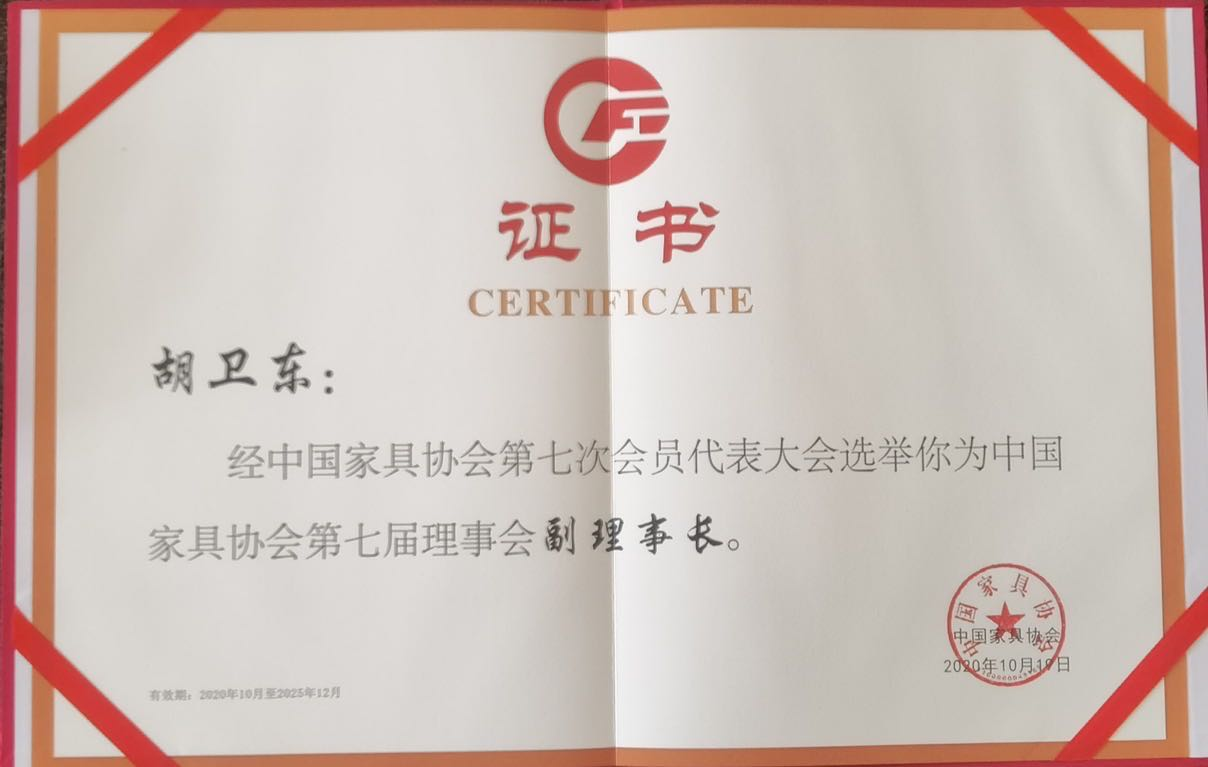 证书
CERTIFICATE
胡卫东：
经中国家具协会第七次会员代表大会选举你为中国
家具协会第七届理事会副理事长。
中国家具协会
中国家具协会
2020年10月19日
有效期：2020年10月至2025年12月